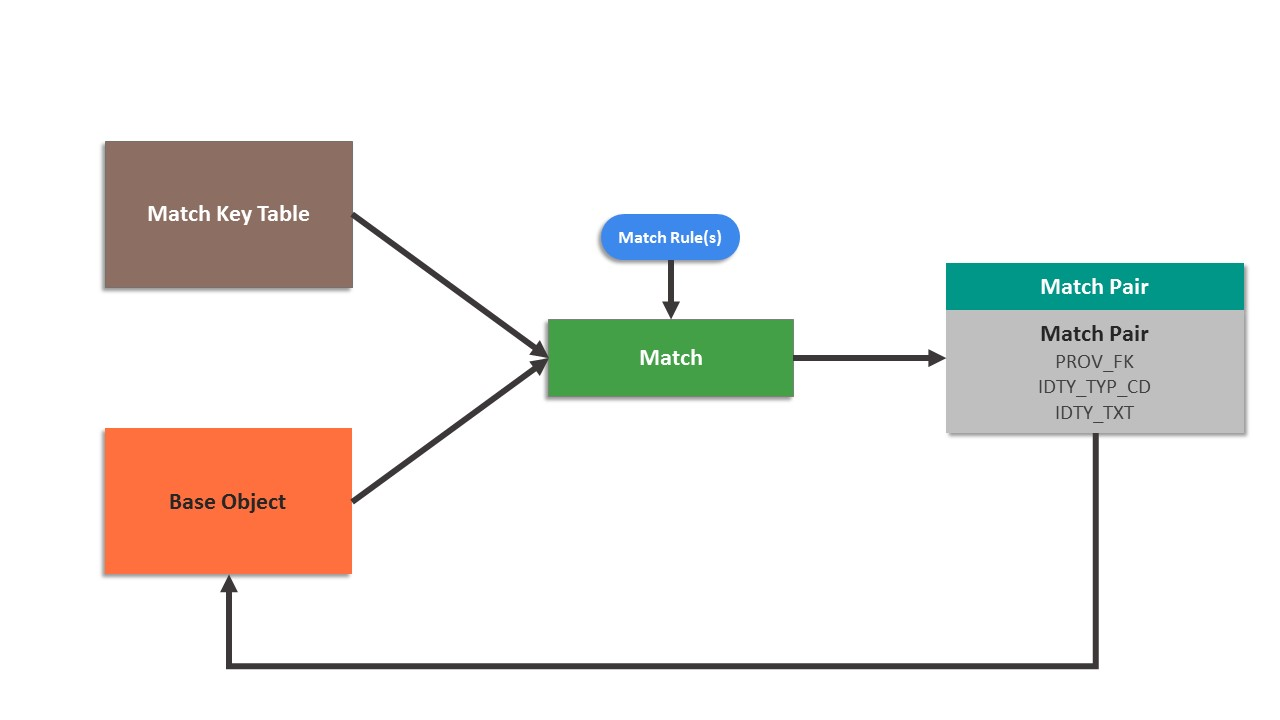 Match Key Table
Match Rule(s)
Match Pair
Match
Match Pair
PROV_FK
IDTY_TYP_CD
IDTY_TXT
Base Object